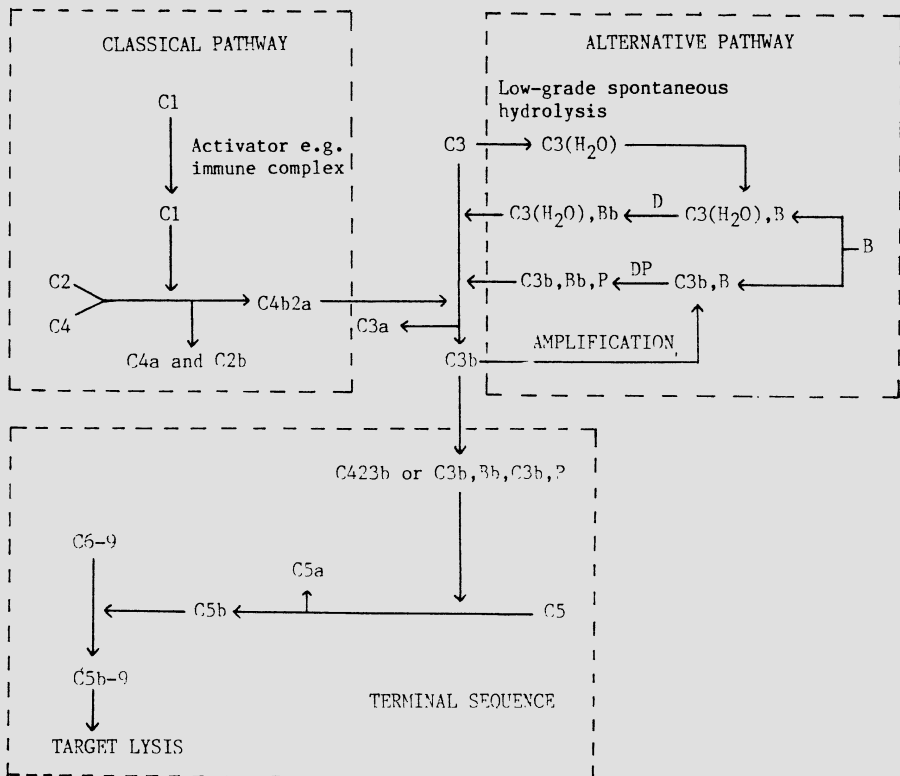 CLASSICAL PATHWAY
C1
Activator e.g.
immune complex
C1
C2
C4
C4b2a
C4a and C2b
ALTERNATIVE PATHWAY
Low-grade spontaneous
hydrolysis
C3
C3(H₂O)
C3(H₂O),Bb
D
C3(H₂O),B
B
C3b,Bb,P
DP
C3b,B
C3a
AMPLIFICATION
C3b
C423b or C3b,Bb,C3b,P
C6-9
C5a
C5b
C5
C5b-9
TERMINAL SEQUENCE
TARGET LYSIS